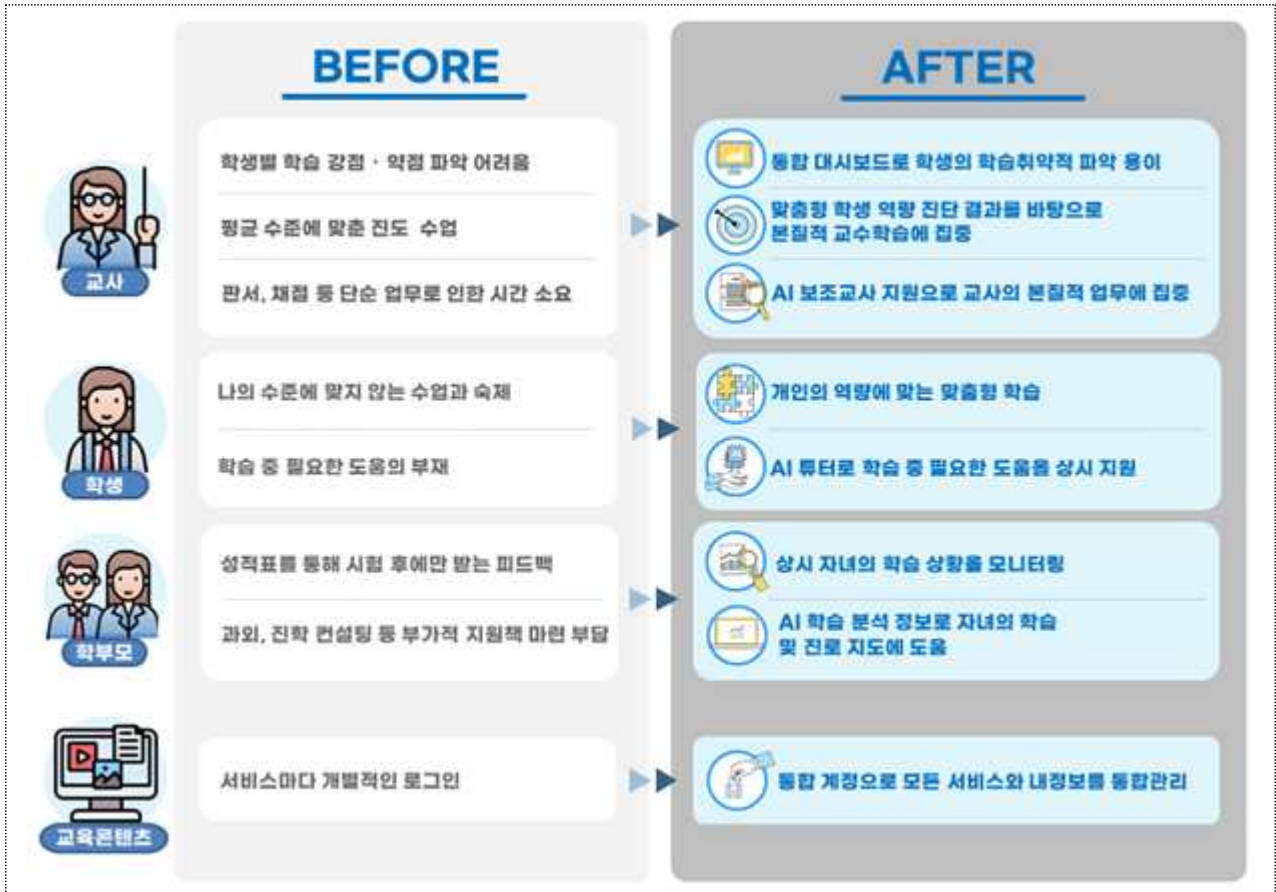 BEFORE
AFTER
교사
학생별 학습 강점 · 약점 파악 어려움
평균 수준에 맞춘 진도 수업
판서, 채점 등 단순 업무로 인한 시간 소요
통합 대시보드로 학생의 학습취약적 파악 용이
맞춤형 학생 역량 진단 결과를 바탕으로
본질적 교수학습에 집중
AI 보조교사 지원으로 교사의 본질적 업무에 집중
학생
나의 수준에 맞지 않는 수업과 숙제
학습 중 필요한 도움의 부재
개인의 역량에 맞는 맞춤형 학습
AI 튜터로 학습 중 필요한 도움을 상시 지원
학부모
성적표를 통해 시험 후에만 받는 피드백
과외, 진학 컨설팅 등 부가적 지원책 마련 부담
상시 자녀의 학습 상황을 모니터링
AI 학습 분석 정보로 자녀의 학습
및 진로 지도에 도움
교육콘텐츠
서비스마다 개별적인 로그인
통합 계정으로 모든 서비스와 내정보를 통합관리